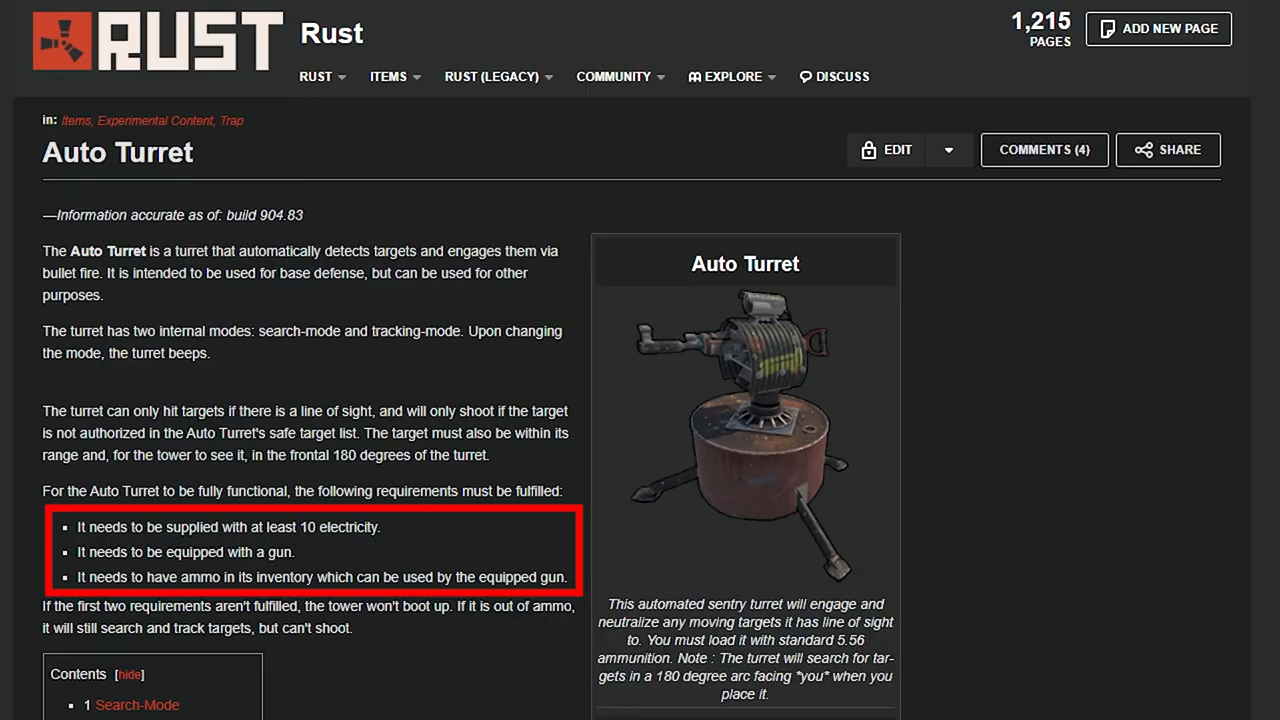 RUST
Rust
1,215
PAGES
ADD NEW PAGE
RUST
ITEMS
RUST (LEGACY)
COMMUNITY
EXPLORE
DISCUSS
in: Items, Experimental Content, Trap
Auto Turret
EDIT
COMMENTS (4)
SHARE
—Information accurate as of: build 904.83
The Auto Turret is a turret that automatically detects targets and engages them via
bullet fire. It is intended to be used for base defense, but can be used for other
purposes.
The turret has two internal modes: search-mode and tracking-mode. Upon changing
the mode, the turret beeps.
The turret can only hit targets if there is a line of sight, and will only shoot if the target
is not authorized in the Auto Turret's safe target list. The target must also be within its
range and, for the tower to see it, in the frontal 180 degrees of the turret.
For the Auto Turret to be fully functional, the following requirements must be fulfilled:
▪ It needs to be supplied with at least 10 electricity.
▪ It needs to be equipped with a gun.
▪ It needs to have ammo in its inventory which can be used by the equipped gun.
If the first two requirements aren't fulfilled, the tower won't boot up. If it is out of ammo,
it will still search and track targets, but can't shoot.
Contents [hide]
▪ 1 Search-Mode
Auto Turret
This automated sentry turret will engage and
neutralize any moving targets it has line of sight
to. You must load it with standard 5.56
ammunition. Note : The turret will search for tar-
gets in a 180 degree arc facing *you* when you
place it.